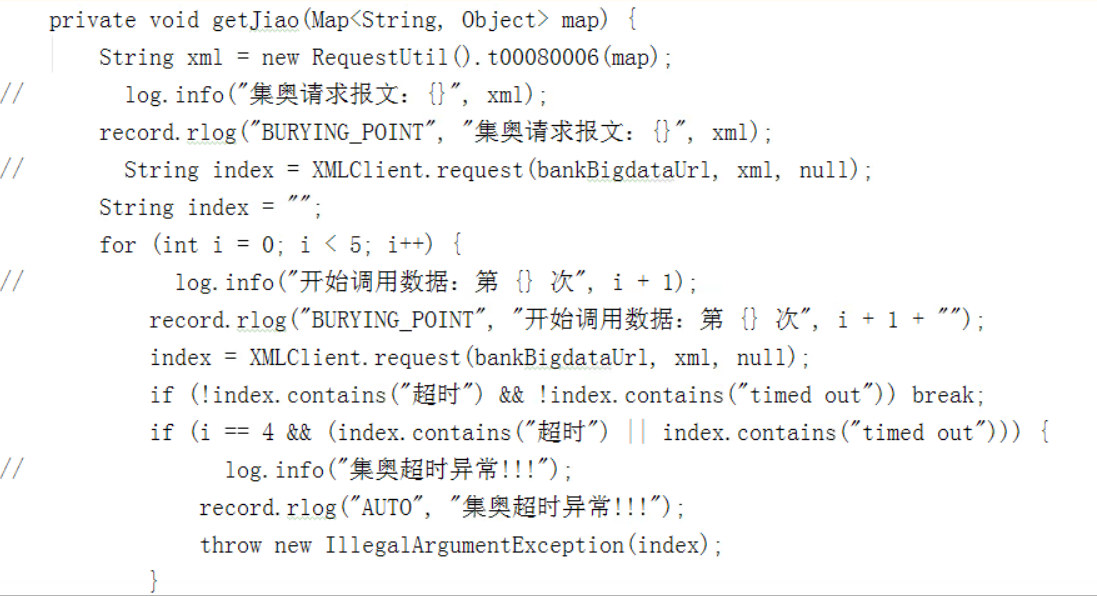 private void getJiao(Map<String, Object> map) {
String xml = new RequestUtil().t00080006(map);
// log.info("集奥请求报文：{}", xml);
record.rlog("BURYING_POINT", "集奥请求报文：{}", xml);
// String index = XMLClient.request(bankBigdataUrl, xml, null);
String index = "";
for (int i = 0; i < 5; i++) {
// log.info("开始调用数据：第 {} 次", i + 1);
record.rlog("BURYING_POINT", "开始调用数据：第 {} 次", i + 1 + "");
index = XMLClient.request(bankBigdataUrl, xml, null);
if (!index.contains("超时") && !index.contains("timed out")) break;
if (i == 4 && (index.contains("超时") || index.contains("timed out"))) {
// log.info("集奥超时异常!!!");
record.rlog("AUTO", "集奥超时异常!!!");
throw new IllegalArgumentException(index);
}